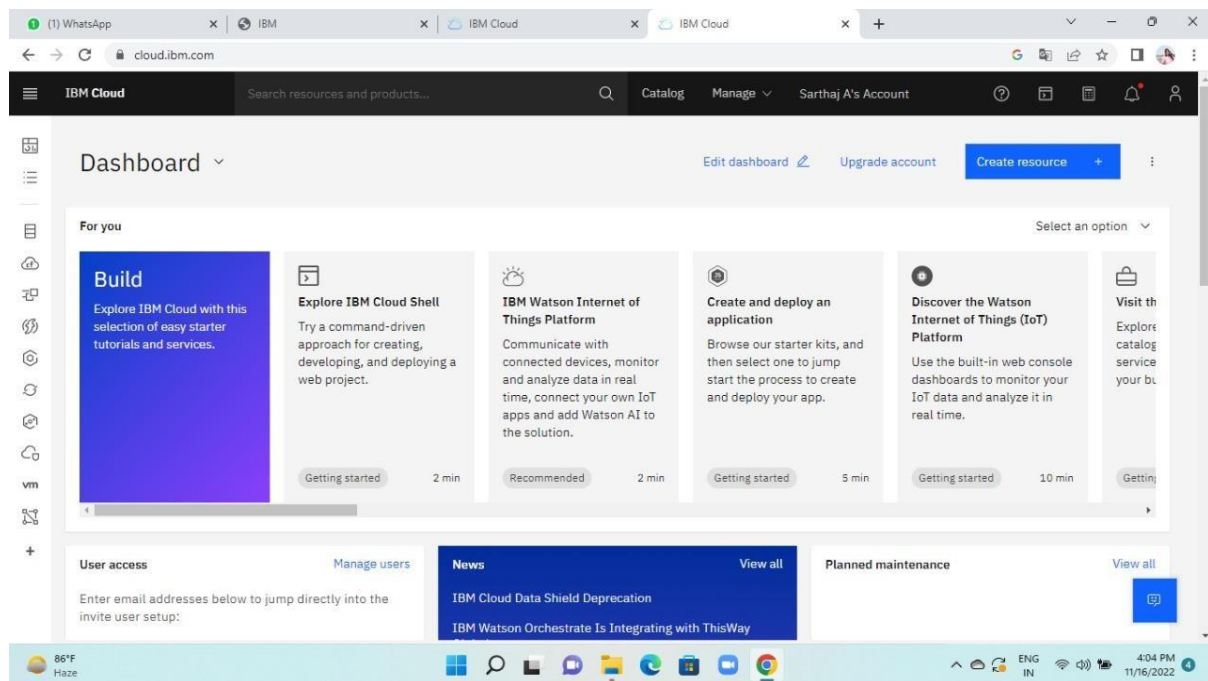 (1) WhatsApp
IBM
IBM Cloud
IBM Cloud
cloud.ibm.com
IBM Cloud
Search resources and products...
Catalog
Manage
Sarthaj A's Account
Dashboard
Edit dashboard
Upgrade account
Create resource +
For you
Select an option
Build
Explore IBM Cloud with this
selection of easy starter
tutorials and services.
Explore IBM Cloud Shell
Try a command-driven
approach for creating,
developing, and deploying a
web project.
Getting started 2 min
IBM Watson Internet of
Things Platform
Communicate with
connected devices, monitor
and analyze data in real
time, connect your own IoT
apps and add Watson AI to
the solution.
Recommended 2 min
Create and deploy an
application
Browse our starter kits, and
then select one to jump
start the process to create
and deploy your app.
Getting started 5 min
Discover the Watson
Internet of Things (IoT)
Platform
Use the built-in web console
dashboards to monitor your
IoT data and analyze it in
real time.
Getting started 10 min
Visit th
Explore
catalog
service
your bu
Getting
vm
User access
Manage users
Enter email addresses below to jump directly into the
invite user setup:
News
View all
IBM Cloud Data Shield Deprecation
IBM Watson Orchestrate Is Integrating with ThisWay
Planned maintenance
View all
86°F
Haze
ENG
IN
4:04 PM
11/16/2022
4